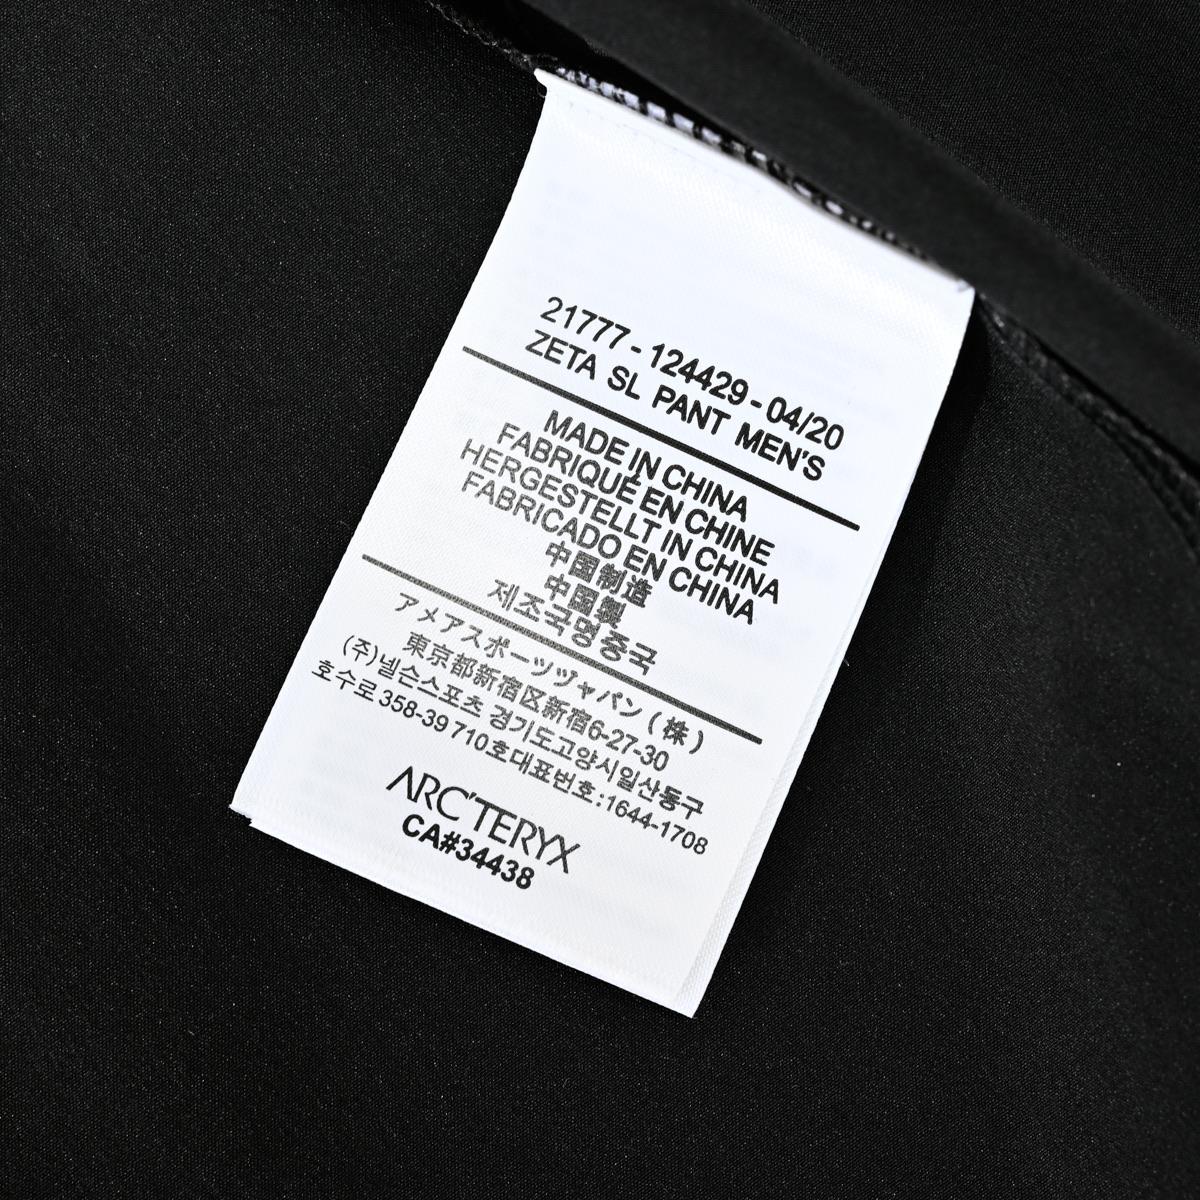 21777 - 124429 - 04/20
ZETA SL PANT MEN'S
MADE IN CHINA
FABRIQUÉ EN CHINE
HERGESTELLT IN CHINA
FABRICADO EN CHINA
中国制造
中国製
제조국명중국
アメアスポーツジャパン (株)
東京都新宿区新宿6-27-30
(주)넬슨스포츠 경기도고양시일산동구
호수로 358-39 710호대표번호:1644-1708
ARC'TERYX
CA#34438